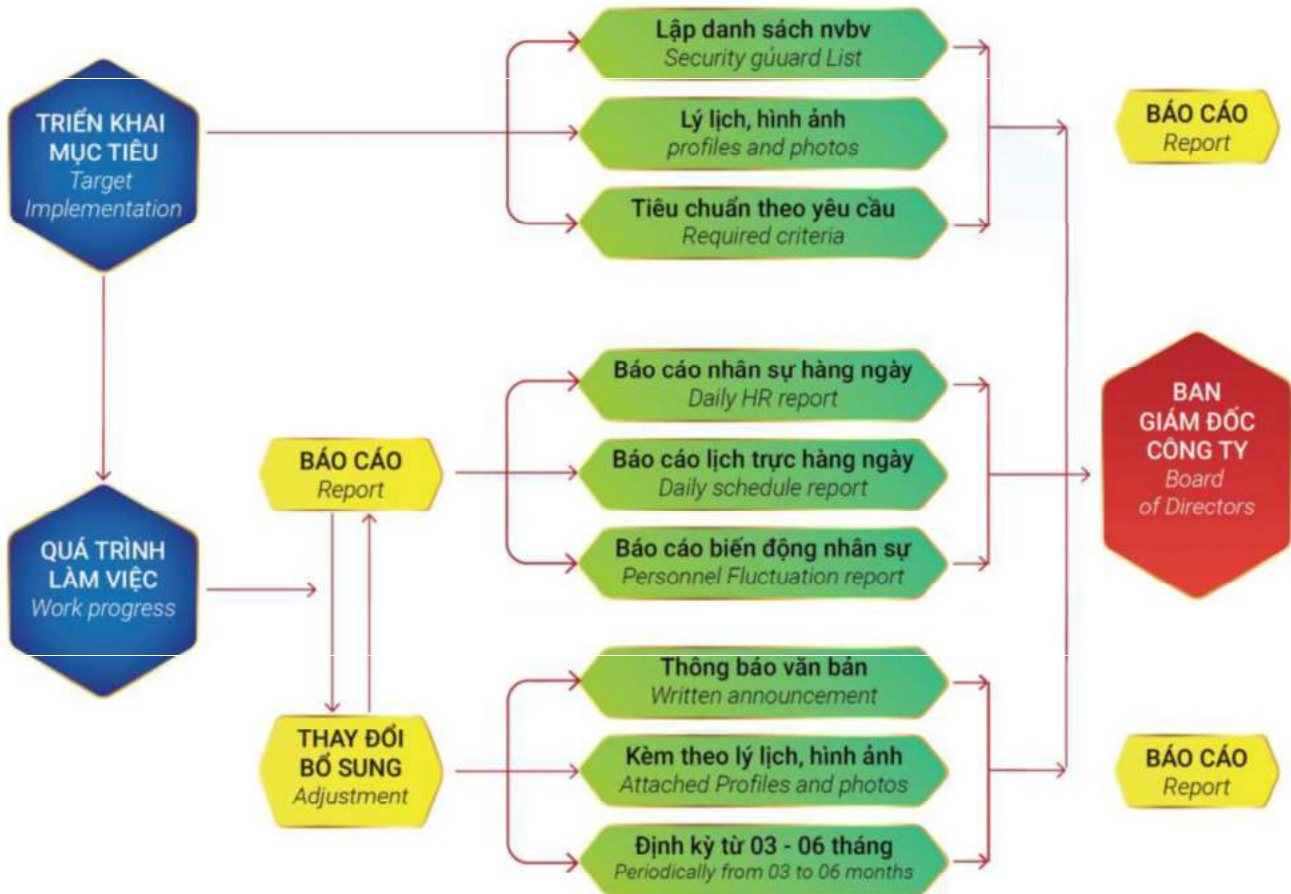 Lập danh sách nvbv
Security gủuard List
TRIỂN KHAI
MỤC TIÊU
Target
Implementation
Lý lịch, hình ảnh
profiles and photos
BÁO CÁO
Report
Tiêu chuẩn theo yêu cầu
Required criteria
Báo cáo nhân sự hàng ngày
Daily HR report
BAN
GIÁM ĐỐC
CÔNG TY
Board
of Directors
BÁO CÁO
Report
Báo cáo lịch trực hàng ngày
Daily schedule report
QUÁ TRÌNH
LÀM VIỆC
Work progress
Báo cáo biến động nhân sự
Personnel Fluctuation report
Thông báo văn bản
Written announcement
THAY ĐỔI
BỔ SUNG
Adjustment
Kèm theo lý lịch, hình ảnh
Attached Profiles and photos
BÁO CÁO
Report
Định kỳ từ 03 - 06 tháng
Periodically from 03 to 06 months